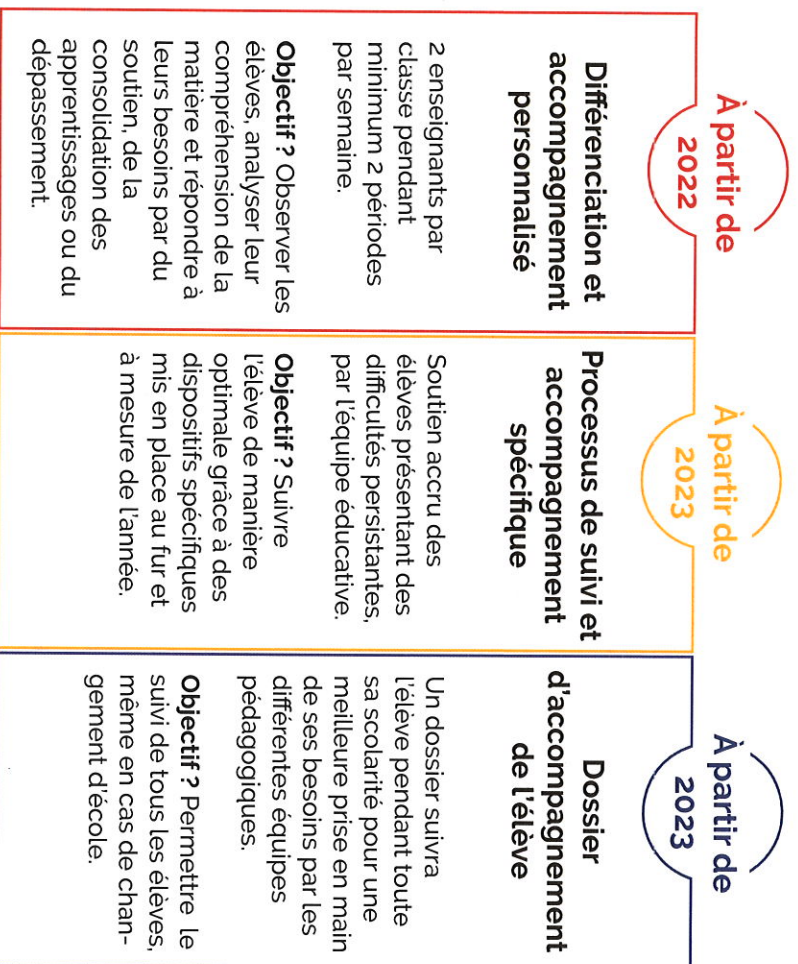 À partir de
2022
Différenciation et
accompagnement
personnalisé
2 enseignants par
classe pendant
minimum 2 périodes
par semaine.
Objectif ? Observer les
élèves, analyser leur
compréhension de la
matière et répondre à
leurs besoins par du
soutien, de la
consolidation des
apprentissages ou du
dépassement.
À partir de
2023
Processus de suivi et
accompagnement
spécifique
Soutien accru des
élèves présentant des
difficultés persistantes,
par l'équipe éducative.
Objectif ? Suivre
l'élève de manière
optimale grâce à des
dispositifs spécifiques
mis en place au fur et
à mesure de l'année.
À partir de
2023
Dossier
d'accompagnement
de l'élève
Un dossier suivra
l'élève pendant toute
sa scolarité pour une
meilleure prise en main
de ses besoins par les
différentes équipes
pédagogiques.
Objectif ? Permettre le
suivi de tous les élèves,
même en cas de chan-
gement d'école.